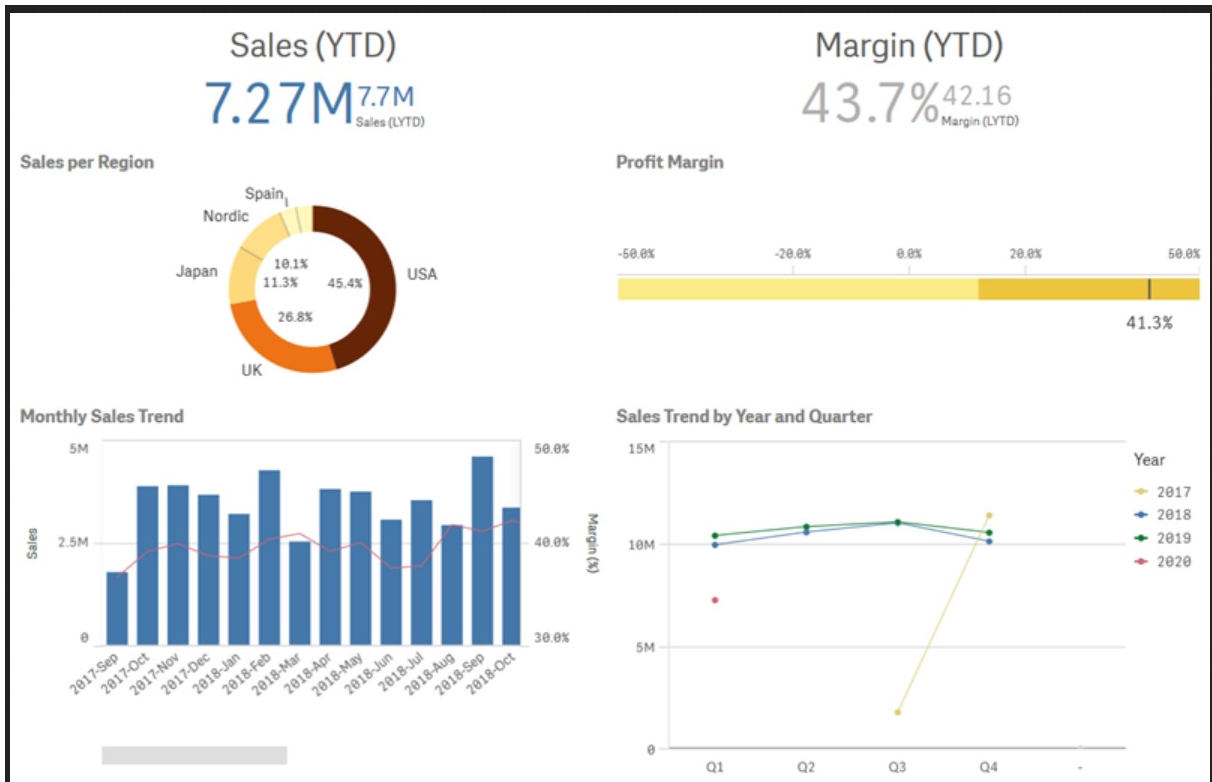 Sales (YTD)
7.27M 7.7M
Sales (LYTD)
Margin (YTD)
43.7% 42.16
Margin (LYTD)
Sales per Region
Spain
Nordic
Japan
UK
USA
10.1%
11.3%
45.4%
26.8%
Profit Margin
-50.0% -20.0% 0.0% 20.0% 50.0%
41.3%
Monthly Sales Trend
Sales
5M
2.5M
0
50.0%
40.0%
30.0%
Margin (%)
2017-Sep
2017-Oct
2017-Nov
2017-Dec
2018-Jan
2018-Feb
2018-Mar
2018-Apr
2018-May
2018-Jun
2018-Jul
2018-Aug
2018-Sep
2018-Oct
Sales Trend by Year and Quarter
15M
10M
5M
0
Q1 Q2 Q3 Q4 -
Year
2017
2018
2019
2020